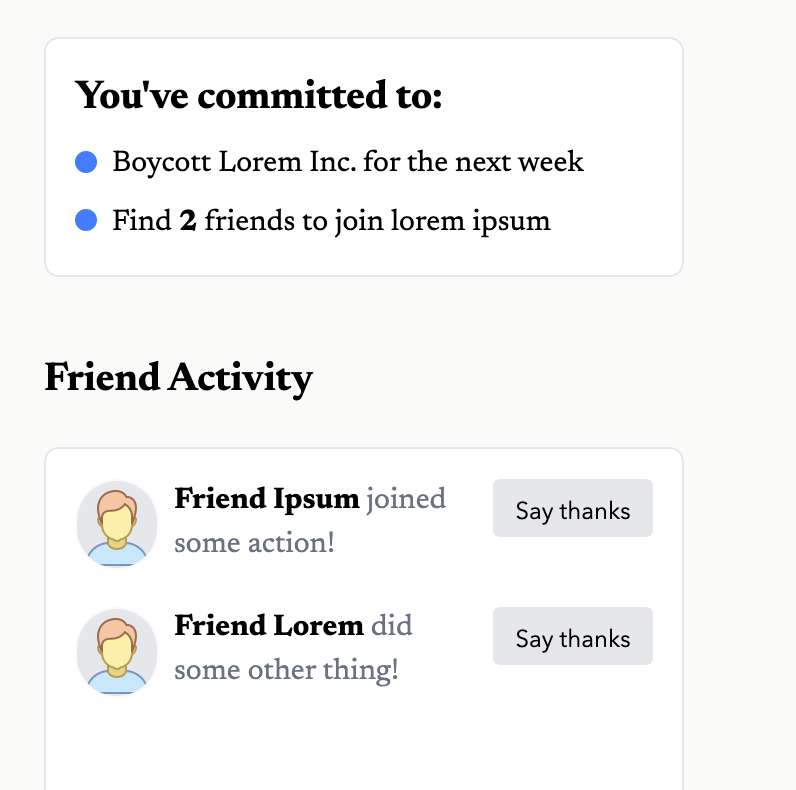 You've committed to:
Boycott Lorem Inc. for the next week
Find 2 friends to join lorem ipsum
Friend Activity
Friend Ipsum joined
some action!
Say thanks
Friend Lorem did
some other thing!
Say thanks